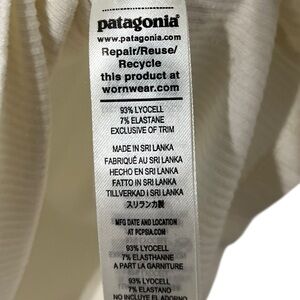 patagonia®
www.patagonia.com
Repair/Reuse/
Recycle
this product at
wornwear.com
93% LYOCELL
7% ELASTANE
EXCLUSIVE OF TRIM
MADE IN SRI LANKA
FABRIQUÉ AU SRI LANKA
HECHO EN SRI LANKA
FATTO IN SRI LANKA
TILLVERKAD I SRI LANKA
スリランカ製
MFG DATE AND LOCATION
AT PCPSIA.COM
93% LYOCELL
7% ELASTHANNE
A PART LA GARNITURE
93% LYOCELL
7% ELASTANO
NO INCLUYE EL ADORNO